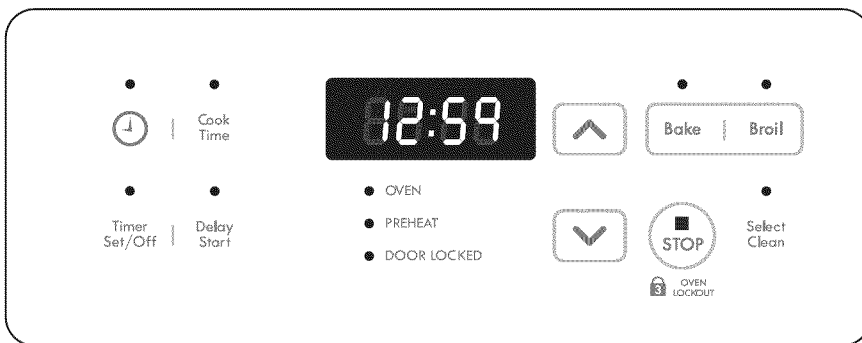 12:59
Cook
Time
Bake
Broil
OVEN
PREHEAT
DOOR LOCKED
Timer
Set/Off
Delay
Start
STOP
Select
Clean
3
OVEN
LOCKOUT